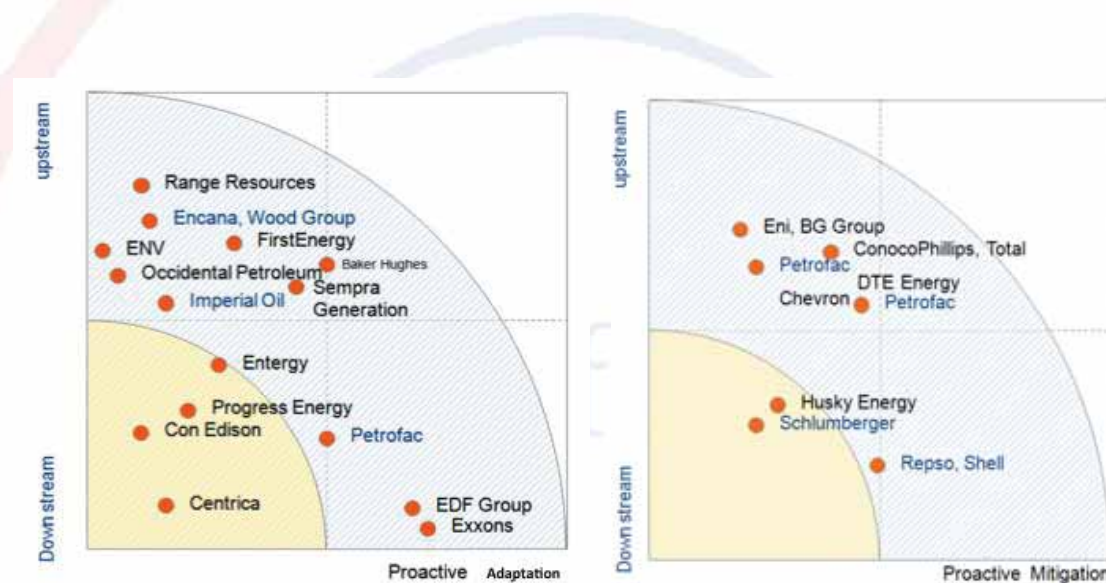 upstream
Range Resources
Encana, Wood Group
FirstEnergy
ENV
Baker Hughes
Occidental Petroleum
Sempra
Generation
Imperial Oil
Entergy
Progress Energy
Con Edison
Petrofac
Centrica
EDF Group
Exxons
Down stream
Proactive Adaptation
upstream
Eni, BG Group
ConocoPhillips, Total
Petrofac
DTE Energy
Chevron
Petrofac
Husky Energy
Schlumberger
Repso, Shell
Down stream
Proactive Mitigation